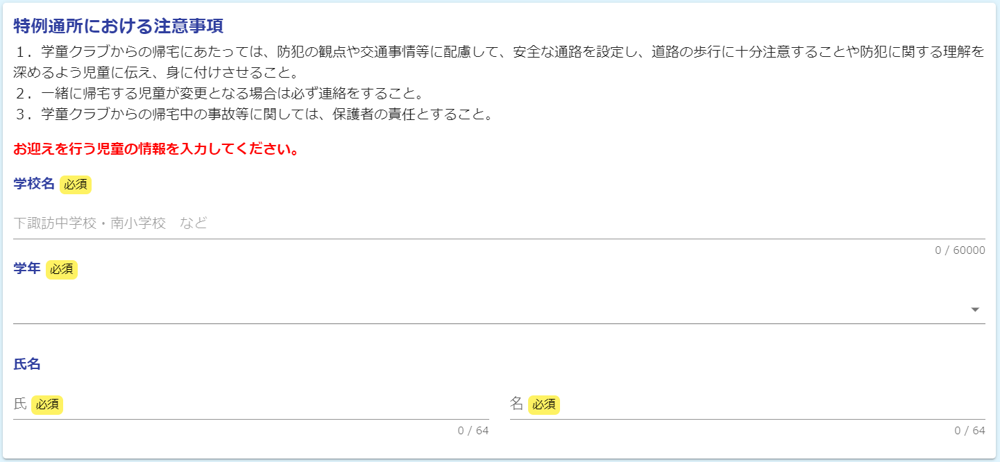 特例通所における注意事項
１．学童クラブからの帰宅にあたっては、防犯の観点や交通事情等に配慮して、安全な通路を設定し、道路の歩行に十分注意することや防犯に関する理解を
深めるよう児童に伝え、身に付けさせること。
２．一緒に帰宅する児童が変更となる場合は必ず連絡をすること。
３．学童クラブからの帰宅中の事故等に関しては、保護者の責任とすること。
お迎えを行う児童の情報を入力してください。
学校名 必須
下諏訪中学校・南小学校　など
0 / 60000
学年 必須
氏名
氏 必須 名 必須
0 / 64 0 / 64